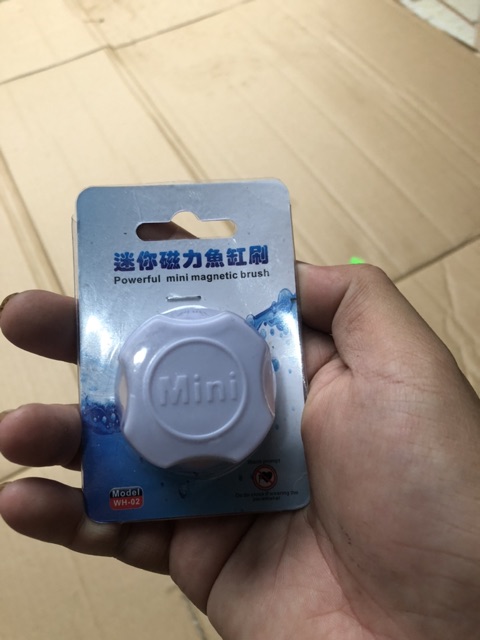 迷你磁力魚缸刷
Powerful mini magnetic brush
Mini
Model
WH-02